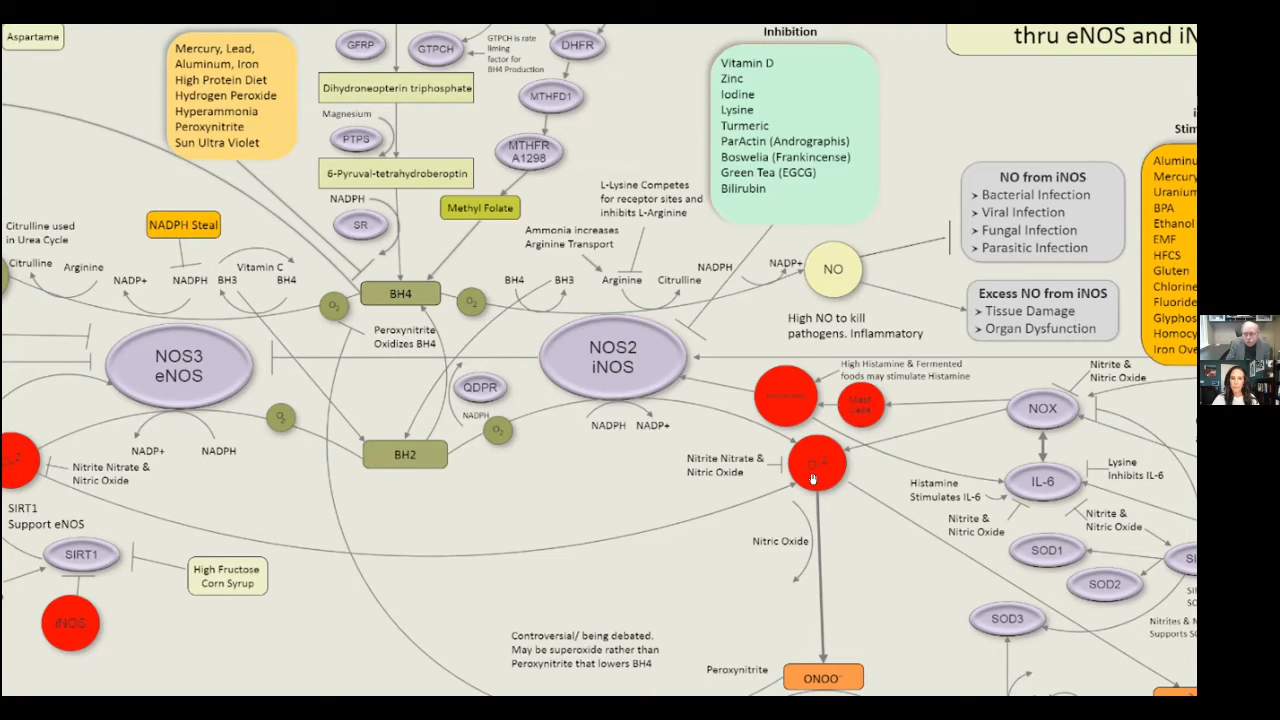 Aspartame
Mercury, Lead,
Aluminum, Iron
High Protein Diet
Hydrogen Peroxide
Hyperammonia
Peroxynitrite
Sun Ultra Violet
GFRP
GTPCH
GTPCH is rate
liming
factor for
BH4 Production
DHFR
Dihydroneopterin triphosphate
MTHFD1
Magnesium
PTPS
MTHFR
A1298
6-Pyruval-tetrahydroberoptin
NADPH
SR
Methyl Folate
Inhibition
Vitamin D
Zinc
Iodine
Lysine
Turmeric
ParActin (Andrographis)
Boswelia (Frankincense)
Green Tea (EGCG)
Bilirubin
thru eNOS and iN
Stim
Aluminu
Mercury
Uraniur
BPA
Ethanol
EMF
HFCS
Gluten
Chlorine
Fluoride
Glyphos
Homocy
Iron Ove
NO from iNOS
➢ Bacterial Infection
➢ Viral Infection
➢ Fungal Infection
➢ Parasitic Infection
Excess NO from iNOS
➢ Tissue Damage
➢ Organ Dysfunction
L-Lysine Competes
for receptor sites and
inhibits L-Arginine
Ammonia increases
Arginine Transport
Citrulline used
in Urea Cycle
NADPH Steal
Citrulline
Arginine
NADP+
NADPH
BH3
Vitamin C
BH4
O2
BH4
O2
BH4
BH3
Arginine
Citrulline
NADPH
NADP+
NO
High NO to kill
pathogens. Inflammatory
Peroxynitrite
Oxidizes BH4
NOS3
eNOS
NOS2
iNOS
QDPR
NADPH
O2
O2
BH2
NADP+
NADPH
NADPH
NADP+
High Histamine & Fermented
foods may stimulate Histamine
Mast
Cells
Nitrite &
Nitric Oxide
NOX
IL-6
Lysine
Inhibits IL-6
Histamine
Stimulates IL-6
Nitrite &
Nitric Oxide
Nitrite &
Nitric Oxide
Nitrite Nitrate &
Nitric Oxide
Nitrite Nitrate &
Nitric Oxide
SIRT1
Support eNOS
SIRT1
High Fructose
Corn Syrup
iNOS
Nitric Oxide
SOD1
SOD2
SOD3
Nitrites & N
Supports SO
Controversial/ being debated.
May be superoxide rather than
Peroxynitrite that lowers BH4
Peroxynitrite
ONOO⁻